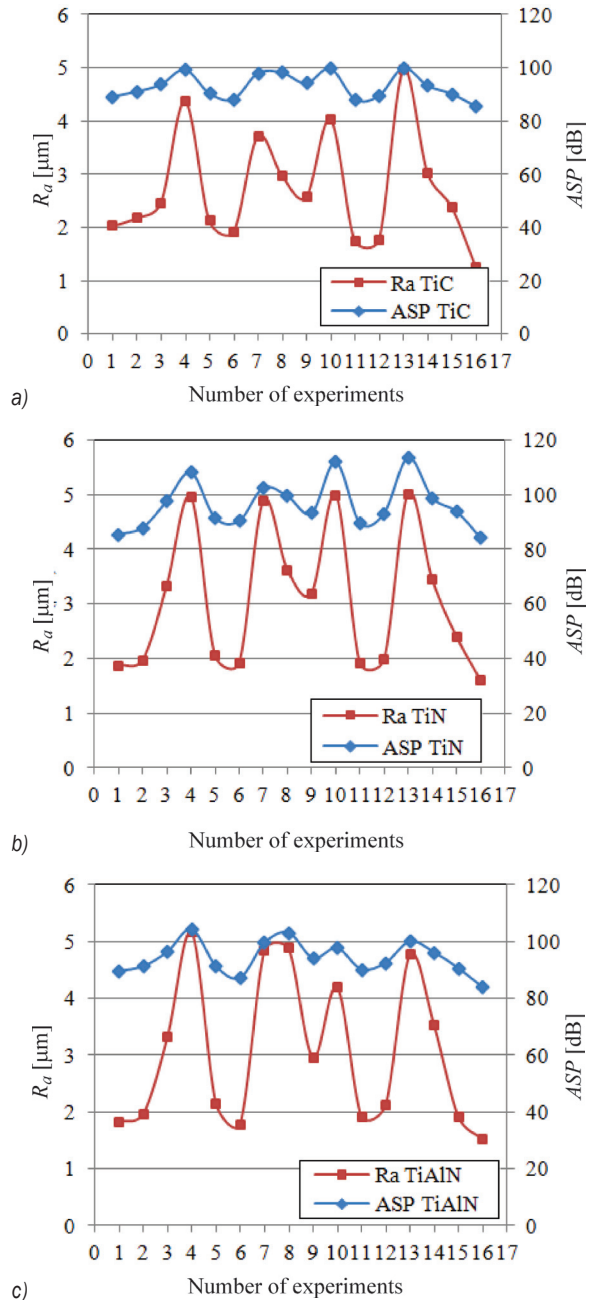 6 120
5 100
4 80
3 60
2 40
1 20
0 0
Ra [µm]
ASP [dB]
Ra TiC
ASP TiC
0 1 2 3 4 5 6 7 8 9 10 11 12 13 14 15 16 17
a) Number of experiments
6 120
5 100
4 80
3 60
2 40
1 20
0 0
Ra [µm]
ASP [dB]
Ra TiN
ASP TiN
0 1 2 3 4 5 6 7 8 9 10 11 12 13 14 15 16 17
b) Number of experiments
6 120
5 100
4 80
3 60
2 40
1 20
0 0
Ra [µm]
ASP [dB]
Ra TiAlN
ASP TiAlN
0 1 2 3 4 5 6 7 8 9 10 11 12 13 14 15 16 17
c) Number of experiments